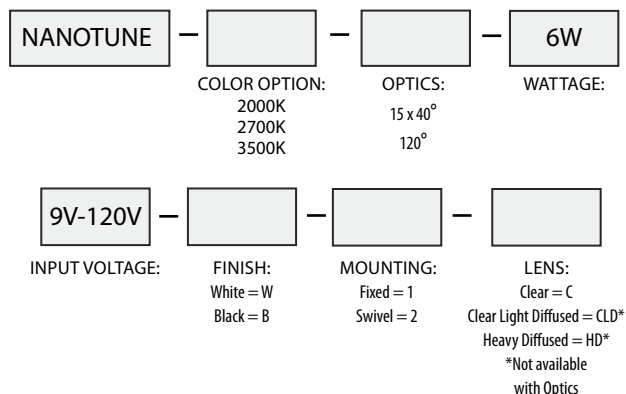 NANOTUNE – – – 6W
COLOR OPTION: OPTICS: WATTAGE:
2000K 15 x 40°
2700K 120°
3500K
9V-120V – – –
INPUT VOLTAGE: FINISH: MOUNTING: LENS:
White = W Fixed = 1 Clear = C
Black = B Swivel = 2 Clear Light Diffused = CLD*
Heavy Diffused = HD*
*Not available
with Optics